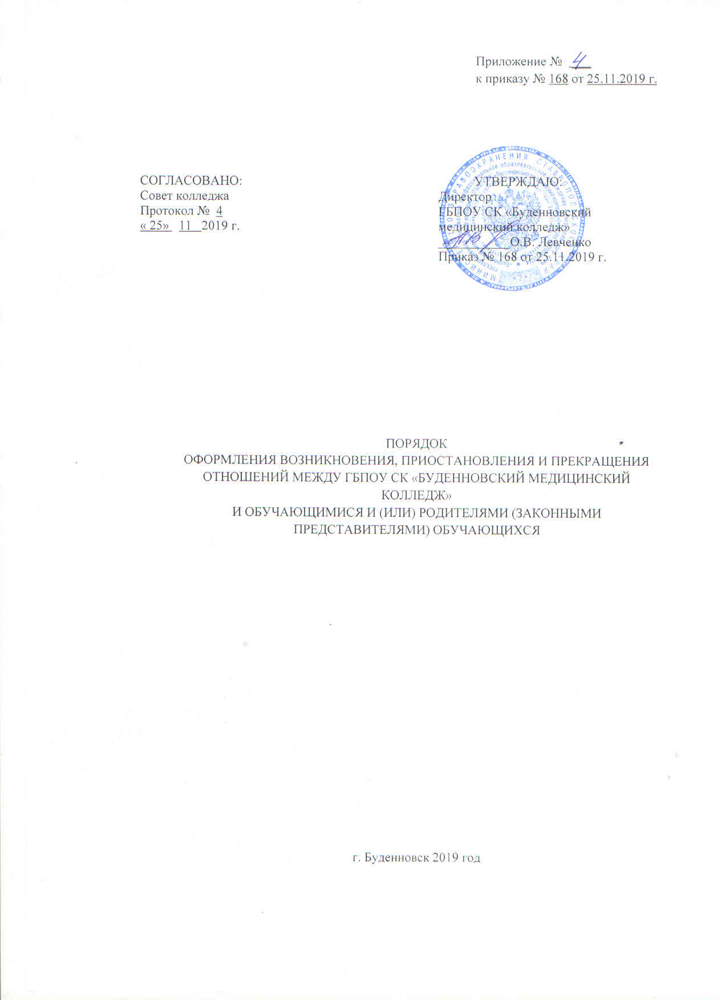 Приложение № 4
к приказу № 168 от 25.11.2019 г.
СОГЛАСОВАНО:
Совет колледжа
Протокол № 4
« 25» 11 2019 г.
УТВЕРЖДАЮ:
Директор
ГБПОУ СК «Буденновский
медицинский колледж»
О.В. Левченко
Приказ № 168 от 25.11.2019 г.
ПОРЯДОК
ОФОРМЛЕНИЯ ВОЗНИКНОВЕНИЯ, ПРИОСТАНОВЛЕНИЯ И ПРЕКРАЩЕНИЯ
ОТНОШЕНИЙ МЕЖДУ ГБПОУ СК «БУДЕННОВСКИЙ МЕДИЦИНСКИЙ
КОЛЛЕДЖ»
И ОБУЧАЮЩИМИСЯ И (ИЛИ) РОДИТЕЛЯМИ (ЗАКОННЫМИ
ПРЕДСТАВИТЕЛЯМИ) ОБУЧАЮЩИХСЯ
г. Буденновск 2019 год